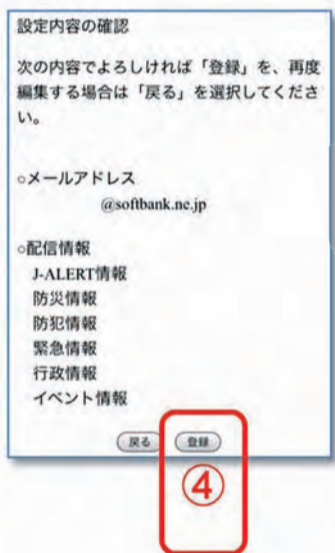 設定内容の確認
次の内容でよろしければ「登録」を、再度
編集する場合は「戻る」を選択してくださ
い。
○メールアドレス
@softbank.ne.jp
○配信情報
J-ALERT情報
防災情報
防犯情報
緊急情報
行政情報
イベント情報
戻る 登録
④